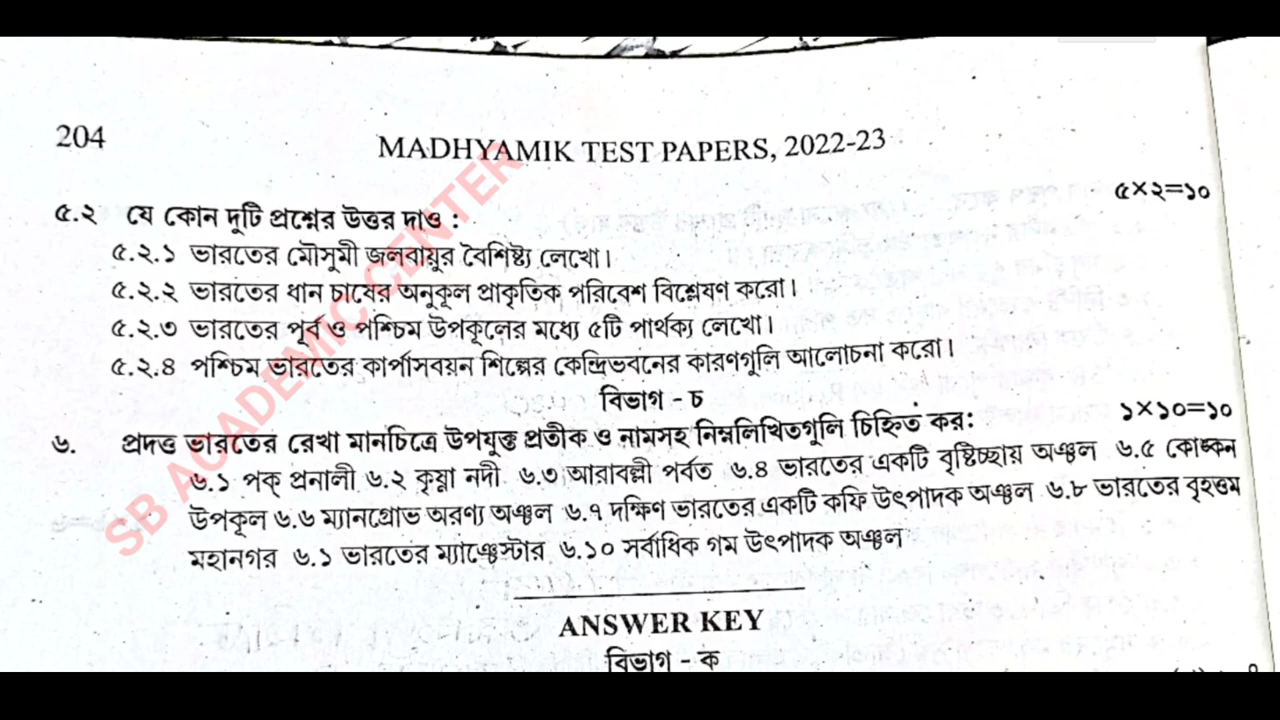 204
MADHYAMIK TEST PAPERS, 2022-23
৫×২=১০
৫.২ যে কোন দুটি প্রশ্নের উত্তর দাও :
৫.২.১ ভারতের মৌসুমী জলবায়ুর বৈশিষ্ট্য লেখো।
৫.২.২ ভারতের ধান চাষের অনুকূল প্রাকৃতিক পরিবেশ বিশ্লেষণ করো।
৫.২.৩ ভারতের পূর্ব ও পশ্চিম উপকূলের মধ্যে ৫টি পার্থক্য লেখো।
৫.২.৪ পশ্চিম ভারতের কার্পাসবয়ন শিল্পের কেন্দ্রিভবনের কারণগুলি আলোচনা করো।
বিভাগ - চ
১×১০=১০
৬. প্রদত্ত ভারতের রেখা মানচিত্রে উপযুক্ত প্রতীক ও নামসহ নিম্নলিখিতগুলি চিহ্নিত কর:
৬.১ পক্ প্রনালী ৬.২ কৃষ্ণা নদী ৬.৩ আরাবল্লী পর্বত ৬.৪ ভারতের একটি বৃষ্টিচ্ছায় অঞ্চল ৬.৫ কোঙ্কন
উপকূল ৬.৬ ম্যানগ্রোভ অরণ্য অঞ্চল ৬.৭ দক্ষিণ ভারতের একটি কফি উৎপাদক অঞ্চল ৬.৮ ভারতের বৃহত্তম
মহানগর ৬.১ ভারতের ম্যাঞ্চেস্টার ৬.১০ সর্বাধিক গম উৎপাদক অঞ্চল
ANSWER KEY
বিভাগ - ক
SB ACADEMIC CENTER